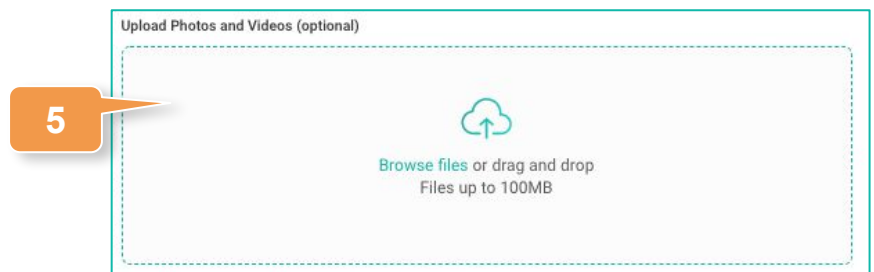 Upload Photos and Videos (optional)
5
Browse files or drag and drop
Files up to 100MB